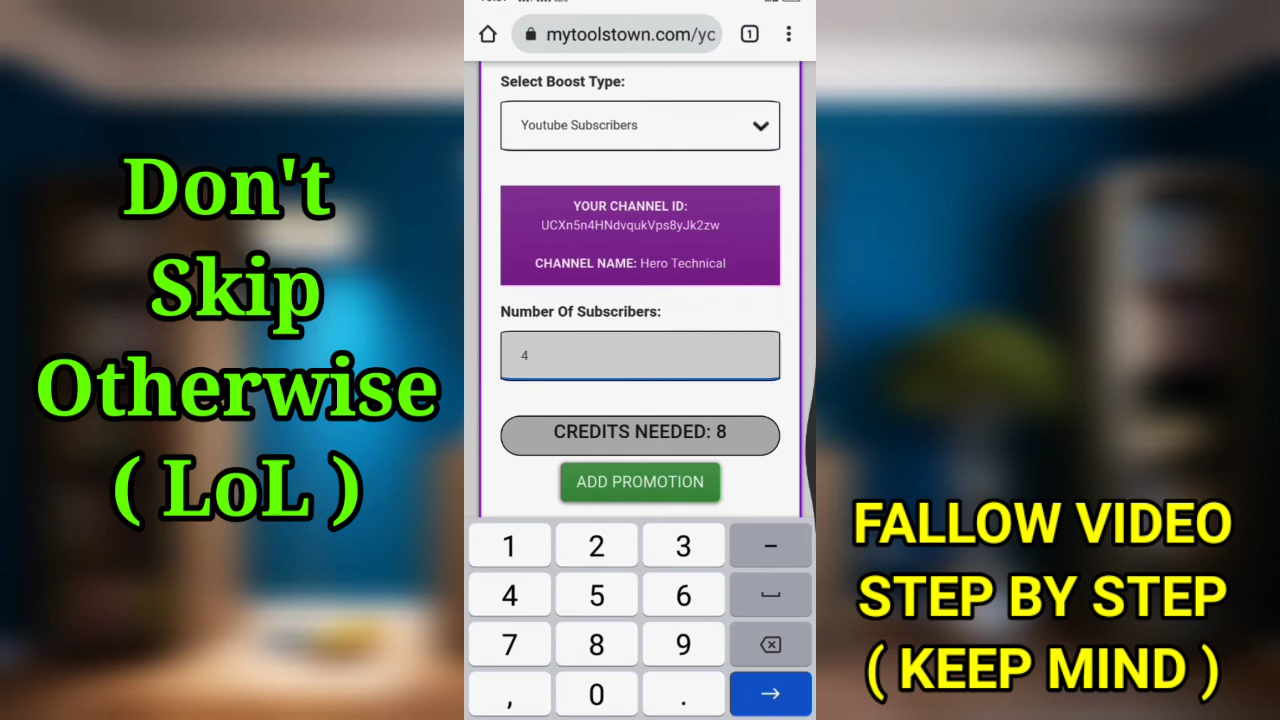 Don't
Skip
Otherwise
( LoL )
mytoolstown.com/yc
1
Select Boost Type:
Youtube Subscribers
YOUR CHANNEL ID:
UCXn5n4HNdvqukVps8yJk2zw
CHANNEL NAME: Hero Technical
Number Of Subscribers:
4
CREDITS NEEDED: 8
ADD PROMOTION
1 2 3 –
4 5 6
7 8 9
, 0 .
FALLOW VIDEO
STEP BY STEP
( KEEP MIND )